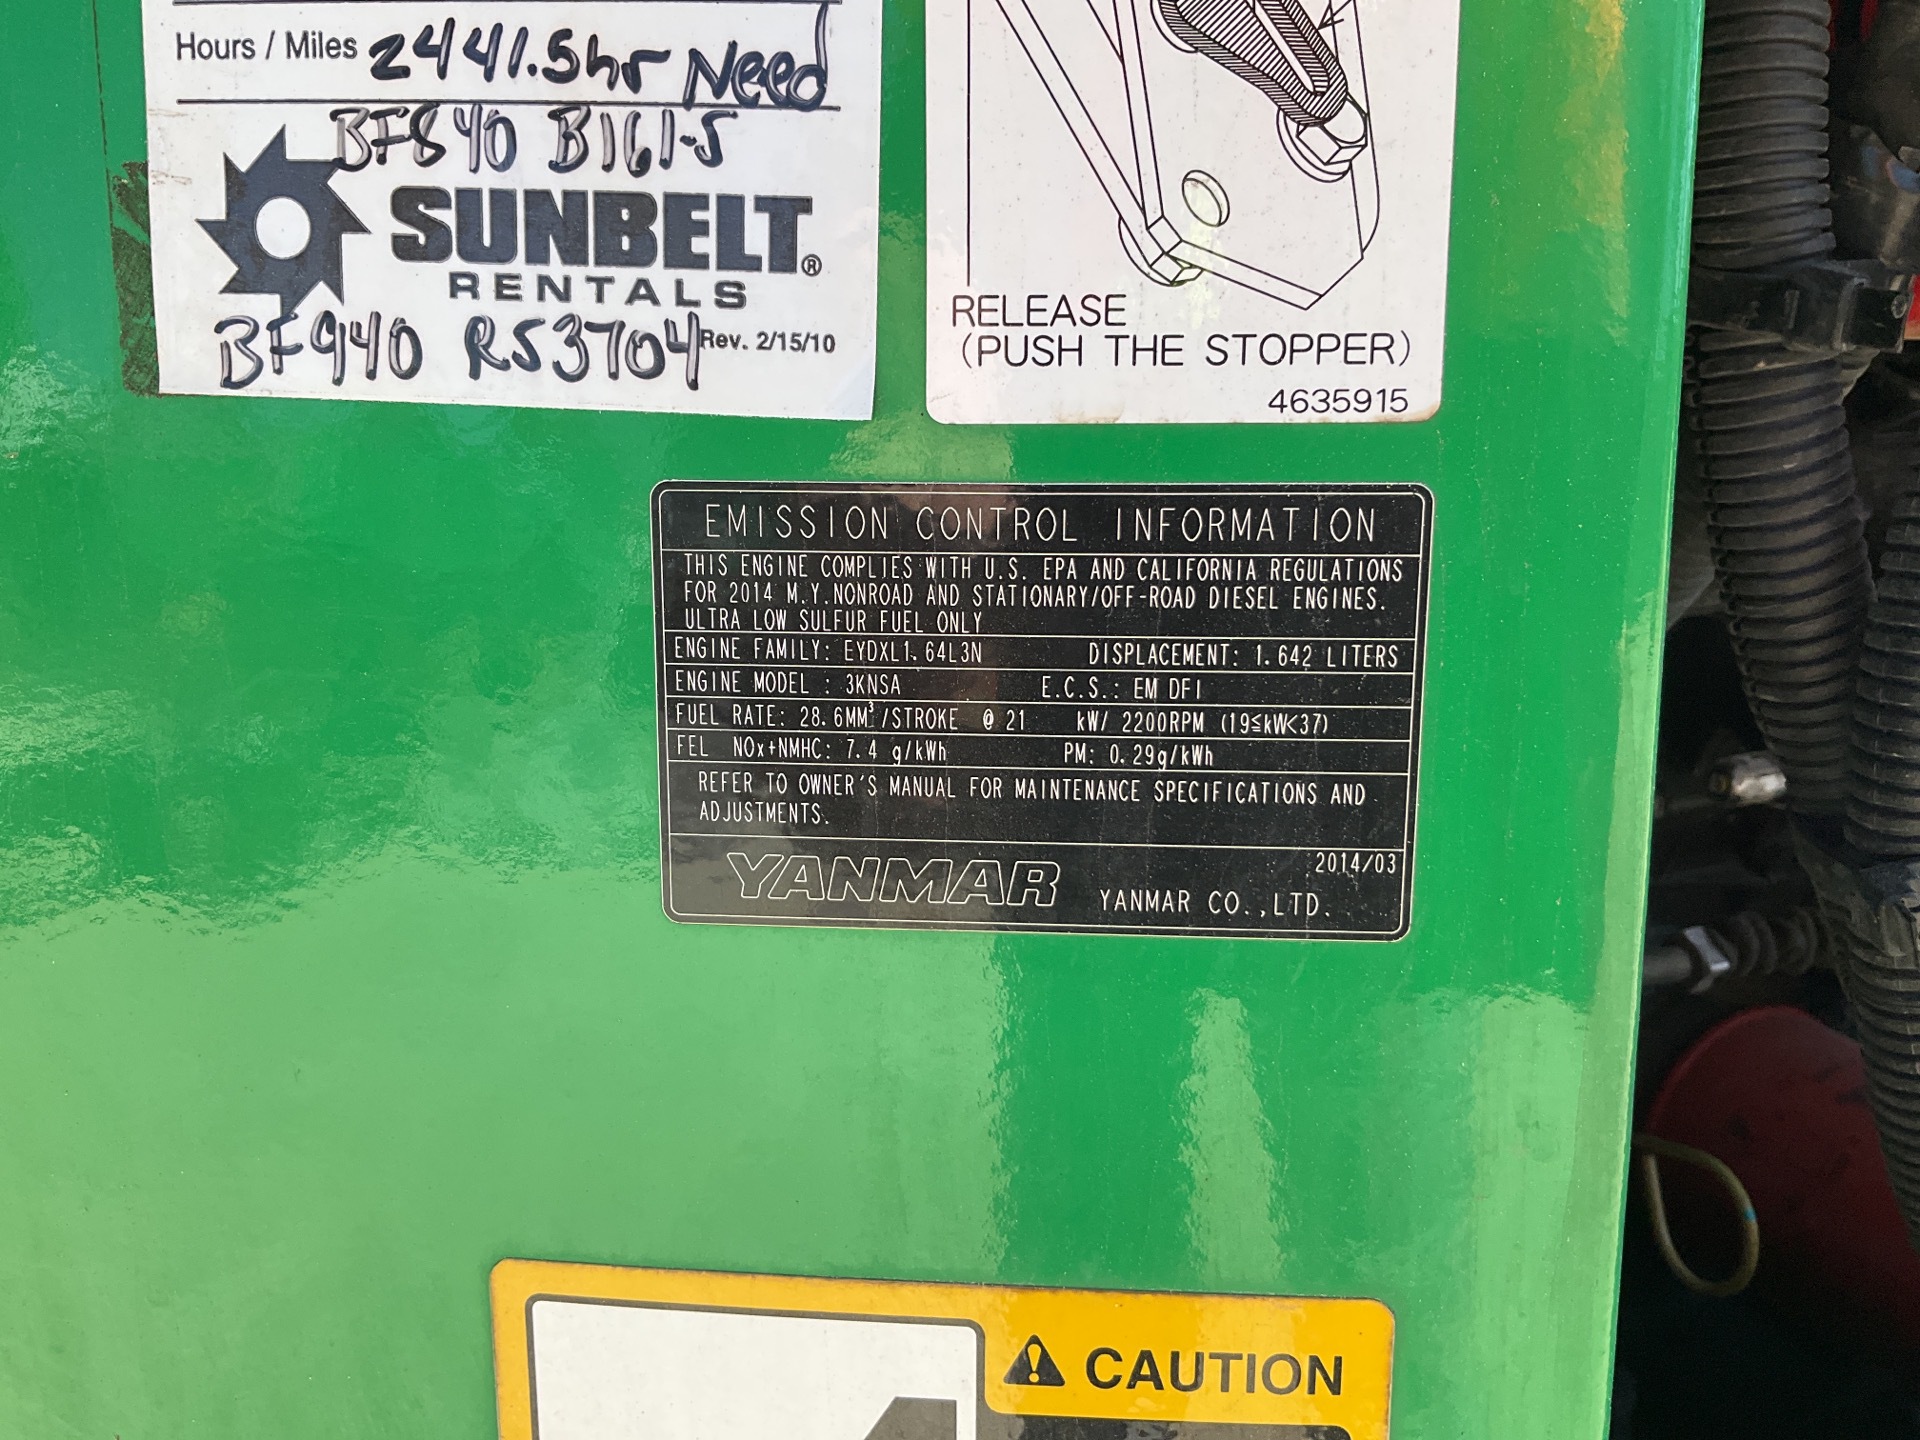 Hours / Miles 2441.5hr Need
BF840 B161-S
SUNBELT®
RENTALS
BF940 RS3704 Rev. 2/15/10
RELEASE
(PUSH THE STOPPER)
4635915
EMISSION CONTROL INFORMATION
THIS ENGINE COMPLIES WITH U.S. EPA AND CALIFORNIA REGULATIONS
FOR 2014 M.Y. NONROAD AND STATIONARY/OFF-ROAD DIESEL ENGINES.
ULTRA LOW SULFUR FUEL ONLY
ENGINE FAMILY: EYDXL1.64L3N DISPLACEMENT: 1.642 LITERS
ENGINE MODEL : 3KNSA E.C.S.: EM DFI
FUEL RATE: 28.6MM³/STROKE @ 21 kW/ 2200RPM (19≦kW<37)
FEL NOx+NMHC: 7.4 g/kWh PM: 0.29g/kWh
REFER TO OWNER'S MANUAL FOR MAINTENANCE SPECIFICATIONS AND
ADJUSTMENTS.
2014/03
YANMAR YANMAR CO.,LTD.
CAUTION